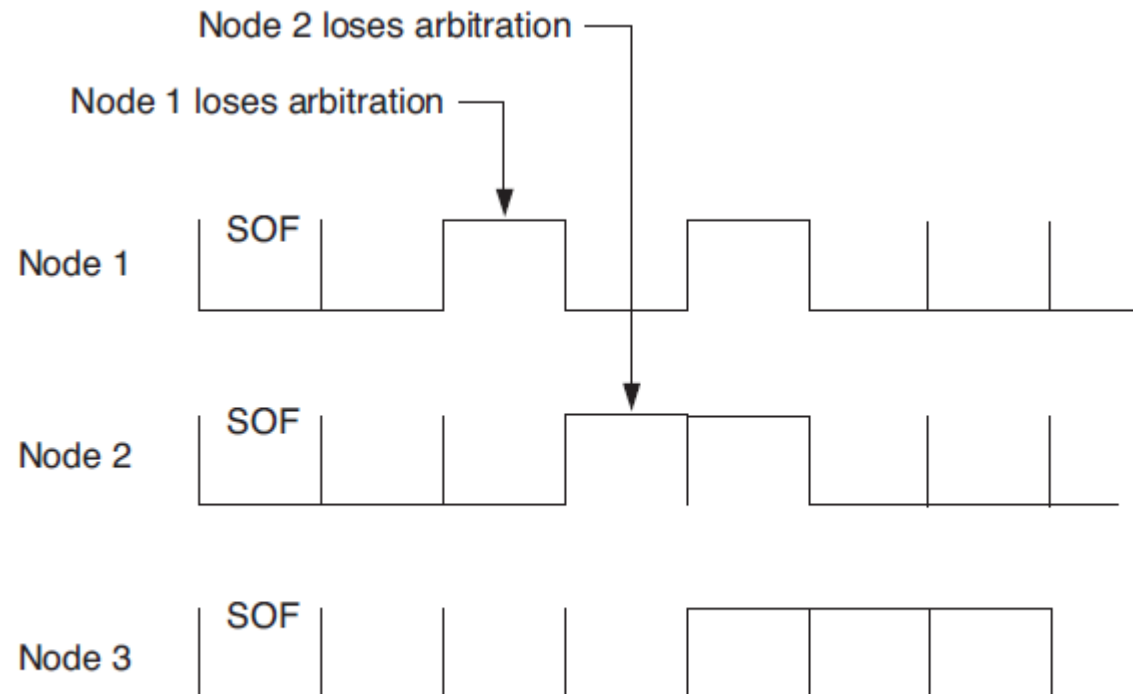 Node 2 loses arbitration
Node 1 loses arbitration
SOF
Node 1
SOF
Node 2
SOF
Node 3